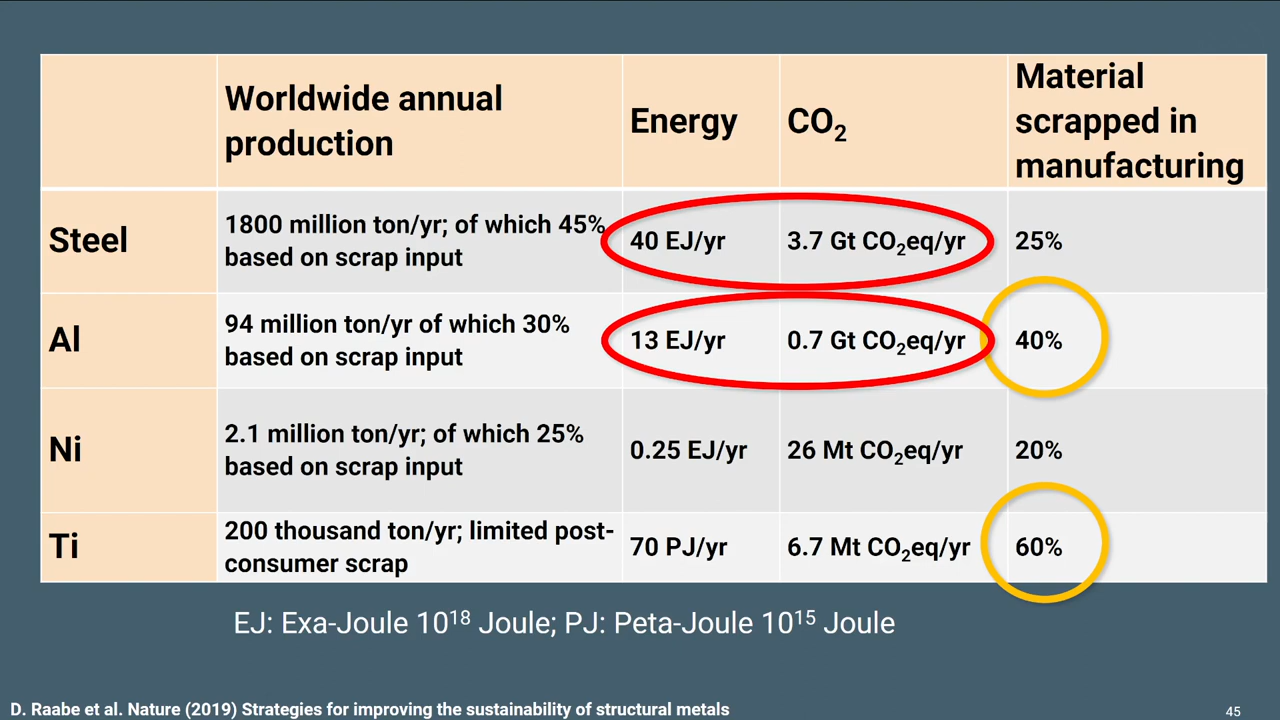 Worldwide annual
production
Energy
CO₂
Material
scrapped in
manufacturing
Steel
1800 million ton/yr; of which 45%
based on scrap input
40 EJ/yr
3.7 Gt CO₂eq/yr
25%
Al
94 million ton/yr of which 30%
based on scrap input
13 EJ/yr
0.7 Gt CO₂eq/yr
40%
Ni
2.1 million ton/yr; of which 25%
based on scrap input
0.25 EJ/yr
26 Mt CO₂eq/yr
20%
Ti
200 thousand ton/yr; limited post-
consumer scrap
70 PJ/yr
6.7 Mt CO₂eq/yr
60%
EJ: Exa-Joule 10¹⁸ Joule; PJ: Peta-Joule 10¹⁵ Joule
D. Raabe et al. Nature (2019) Strategies for improving the sustainability of structural metals
45